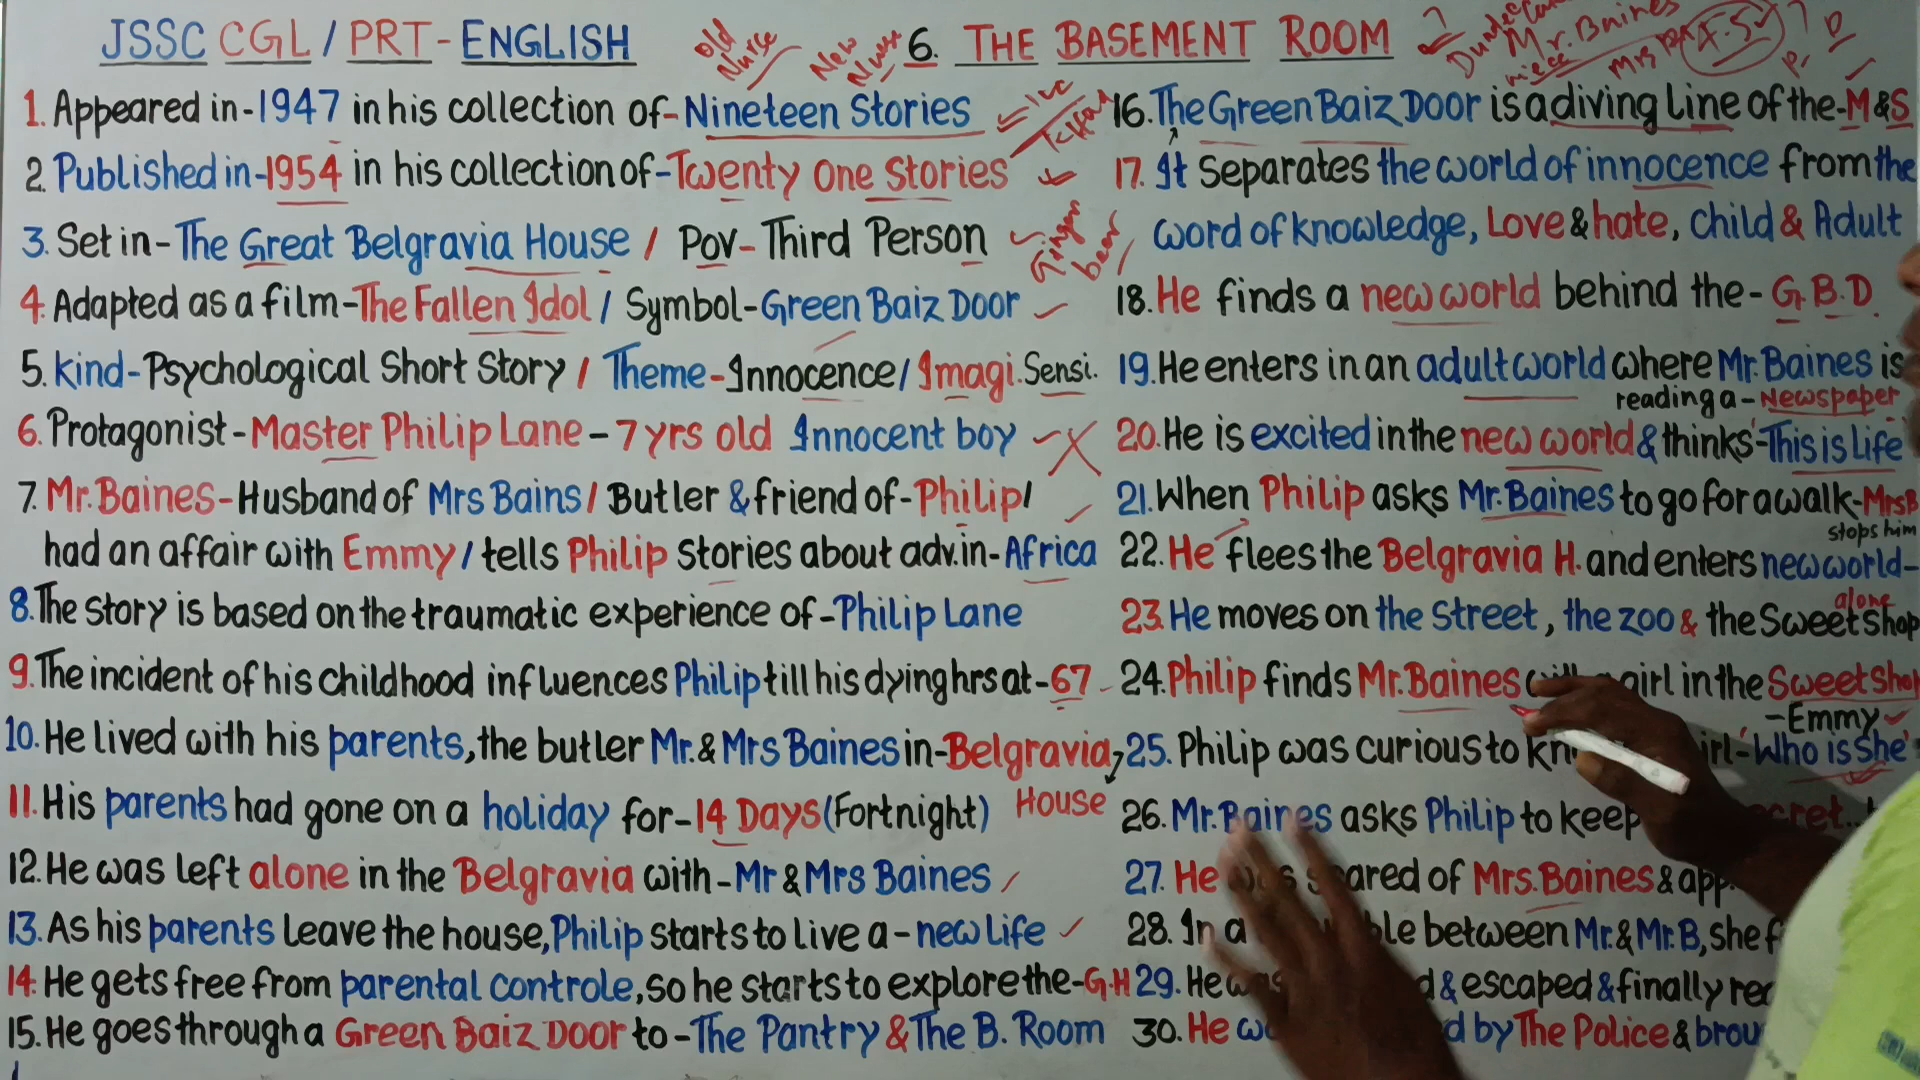 JSSC CGL / PRT - ENGLISH
old Nurse
New Nurse
6. THE BASEMENT ROOM
Mr. Baines
niece
4-5
1. Appeared in - 1947 in his collection of - Nineteen Stories
2. Published in - 1954 in his collection of - Twenty One Stories
3. Set in - The Great Belgravia House / Pov - Third Person
4. Adapted as a film - The Fallen Idol / Symbol - Green Baiz Door
5. Kind - Psychological Short Story / Theme - Innocence / Imagi. Sensi.
6. Protagonist - Master Philip Lane - 7 yrs old Innocent boy
7. Mr. Baines - Husband of Mrs Bains / Butler & friend of - Philip /
had an affair with Emmy / tells Philip Stories about adv. in - Africa
8. The story is based on the traumatic experience of - Philip Lane
9. The incident of his childhood influences Philip till his dying hrs at - 67
10. He lived with his parents, the butler Mr. & Mrs Baines in - Belgravia
House
11. His parents had gone on a holiday for - 14 Days (Fortnight)
12. He was left alone in the Belgravia with - Mr & Mrs Baines
13. As his parents Leave the house, Philip starts to live a - new Life
14. He gets free from parental controle, so he starts to explore the - G.H
15. He goes through a Green Baiz Door to - The Pantry & The B. Room
Ginger beer
16. The Green Baiz Door is a diving line of the - M & S
17. It Separates the world of innocence from the
word of knowledge, Love & hate, Child & Adult
18. He finds a new world behind the - G.B.D.
19. He enters in an adult world where Mr. Baines is
reading a - Newspaper
20. He is excited in the new world & thinks 'This is Life'
21. When Philip asks Mr. Baines to go for a walk - Mrs B
stops him
22. He flees the Belgravia H. and enters new world -
alone
23. He moves on the Street, the zoo & the Sweet Shop
24. Philip finds Mr. Baines girl in the Sweet Shop
- Emmy
25. Philip was curious to 'Who is She'
26. Mr. Baines asks Philip to keep
27. He was scared of Mrs. Baines &
28. In a between Mr. & Mr. B, she
29. He & escaped & finally
30. He by The Police &